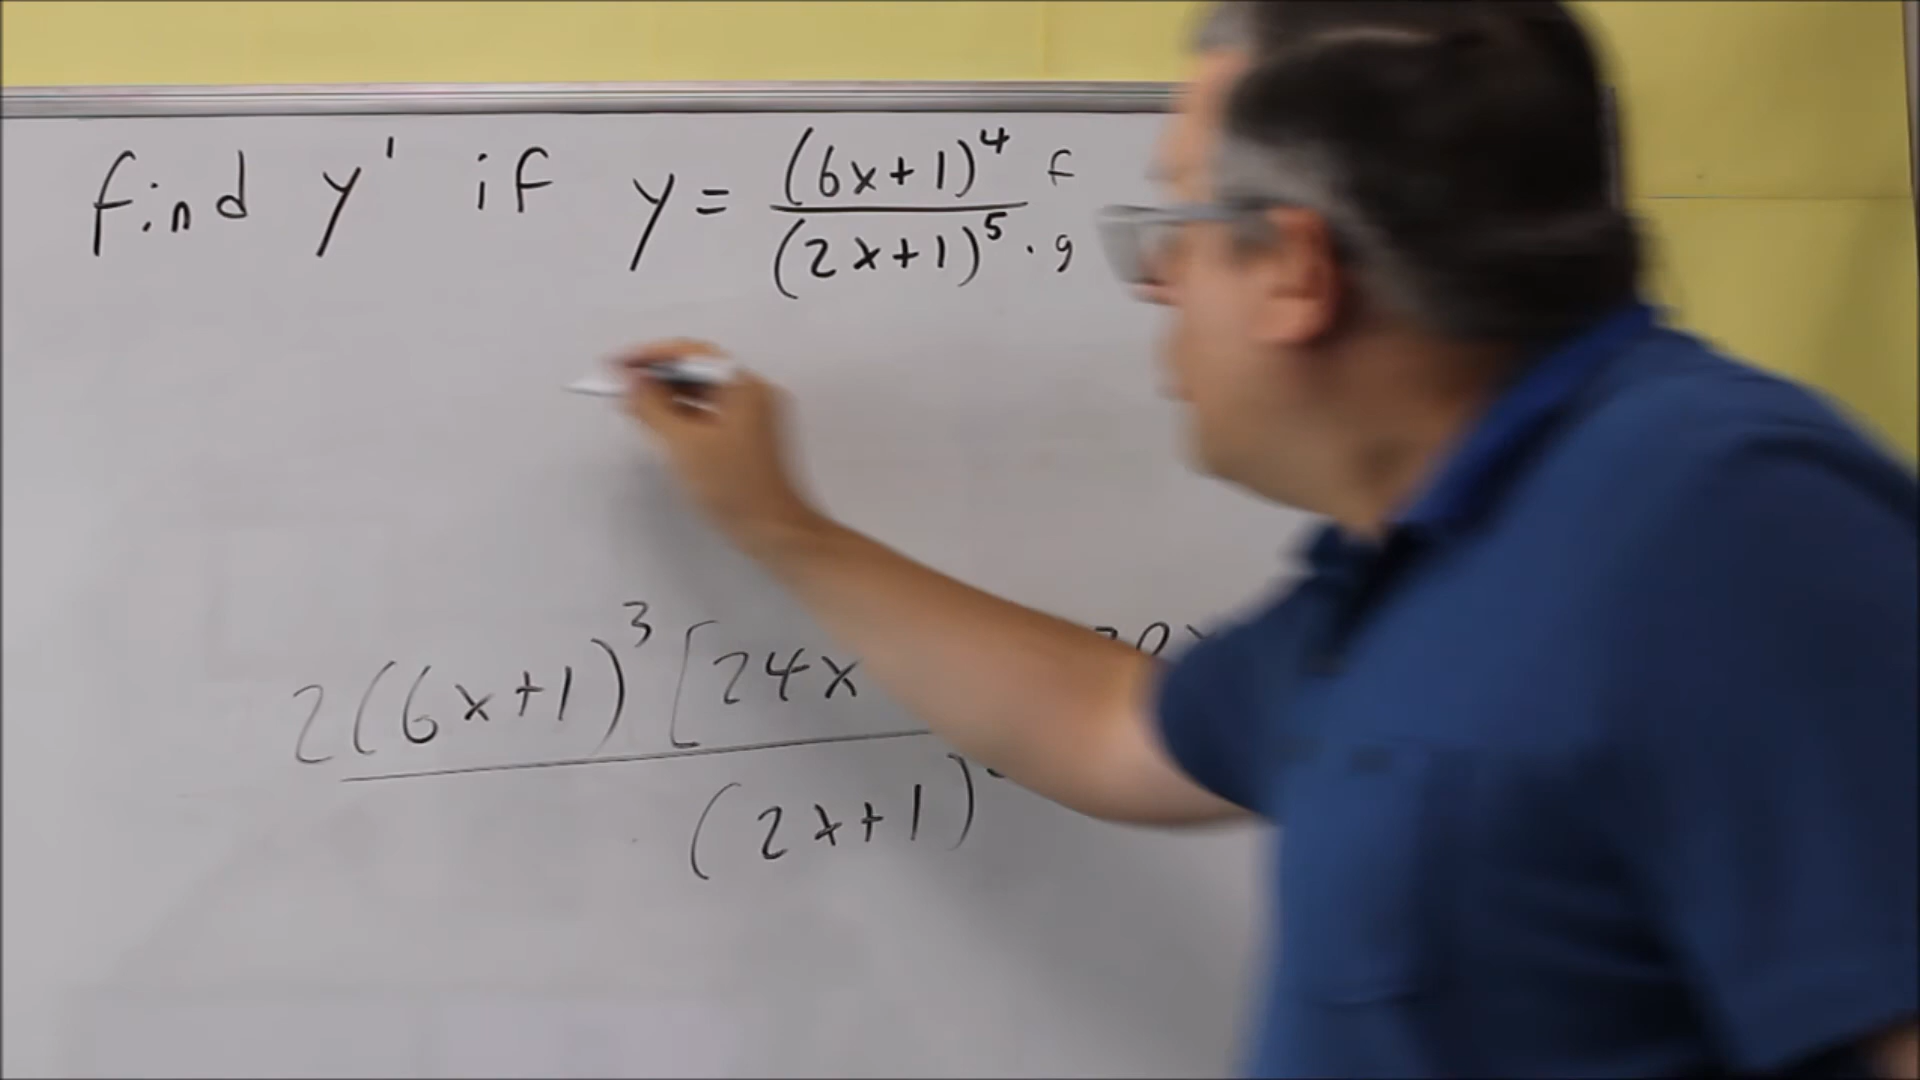 find y' if y = (6x+1)^4 f
(2x+1)^5 · g
2(6x+1)^3 [24x
(2x+1)